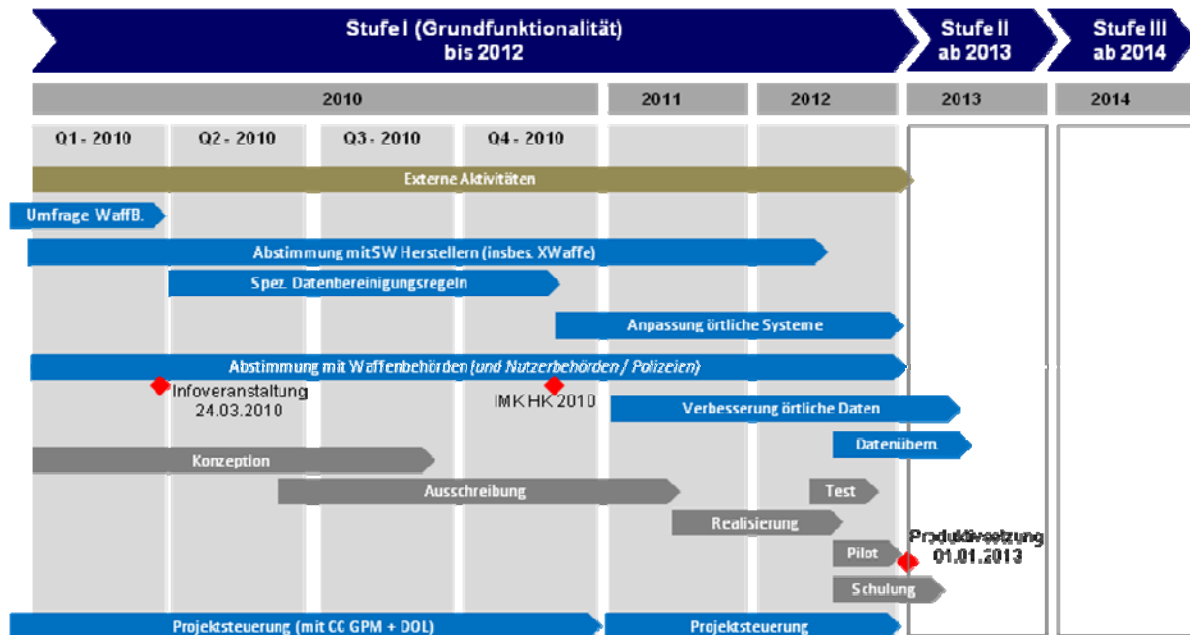 Stufe I (Grundfunktionalität)
bis 2012
Stufe II
ab 2013
Stufe III
ab 2014
2010
2011
2012
2013
2014
Q1 - 2010
Q2 - 2010
Q3 - 2010
Q4 - 2010
Externe Aktivitäten
Umfrage WaffB.
Abstimmung mit SW Herstellern (insbes. XWaffe)
Spez. Datenbereinigungsregeln
Anpassung örtliche Systeme
Abstimmung mit Waffenbehörden (und Nutzerbehörden / Polizeien)
Infoveranstaltung
24.03.2010
IMK HK 2010
Verbesserung örtliche Daten
Datenübern.
Konzeption
Ausschreibung
Test
Realisierung
Produktivsetzung
01.01.2013
Pilot
Schulung
Projektsteuerung (mit CC GPM + DOL)
Projektsteuerung